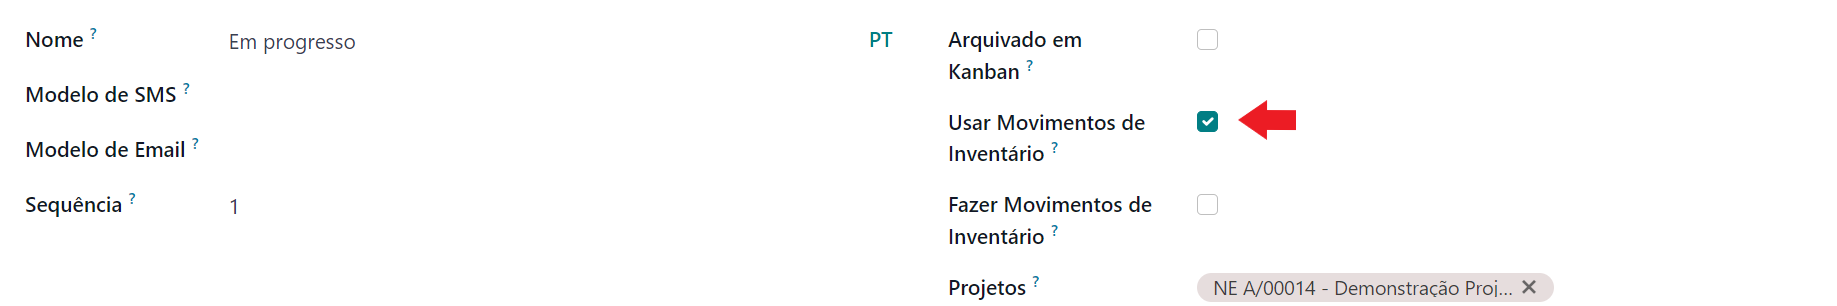 Nome ?
Em progresso
PT
Modelo de SMS ?
Modelo de Email ?
Sequência ?
1
Arquivado em
Kanban ?
Usar Movimentos de
Inventário ?
Fazer Movimentos de
Inventário ?
Projetos ?
NE A/00014 - Demonstração Proj... ×